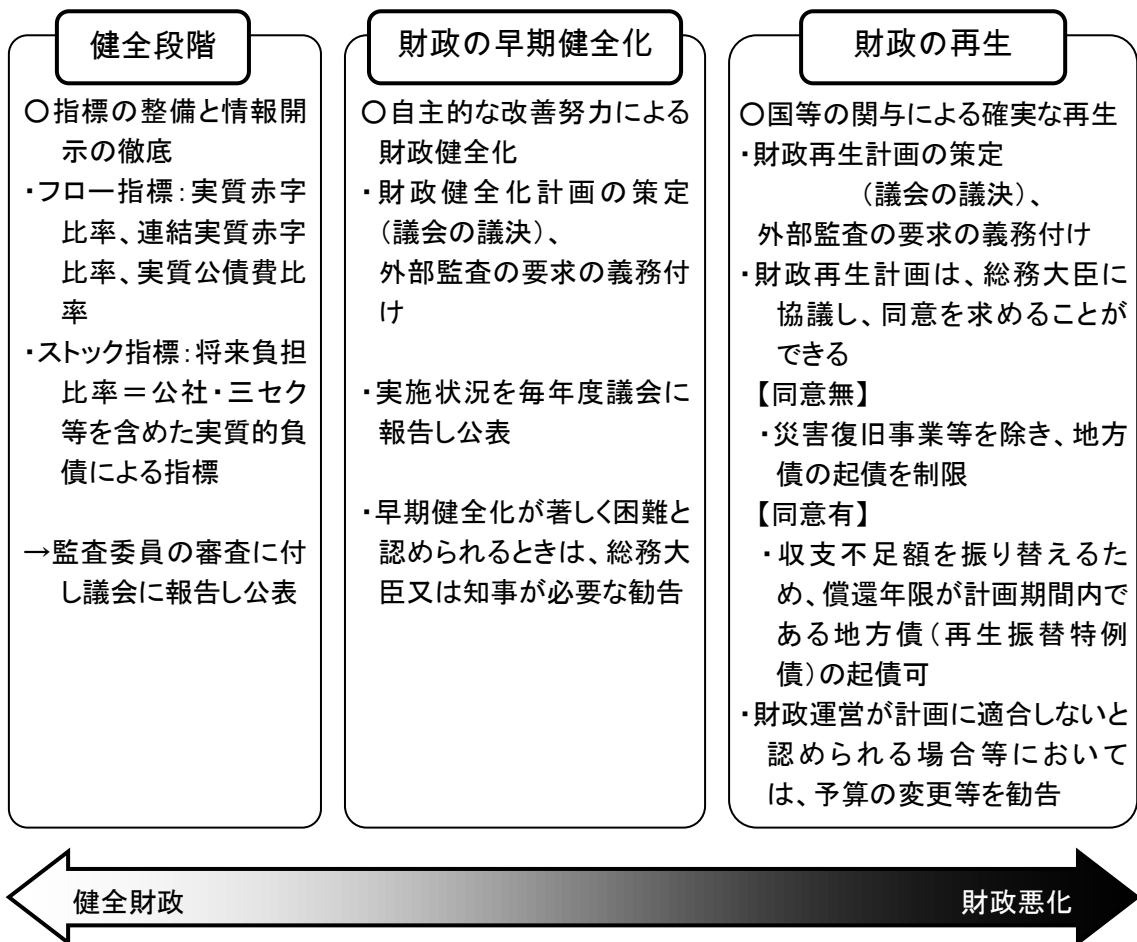 健全段階
〇指標の整備と情報開
示の徹底
・フロー指標：実質赤字
比率、連結実質赤字
比率、実質公債費比
率
・ストック指標：将来負担
比率＝公社・三セク
等を含めた実質的負
債による指標
→監査委員の審査に付
し議会に報告し公表
財政の早期健全化
〇自主的な改善努力による
財政健全化
・財政健全化計画の策定
（議会の議決）、
外部監査の要求の義務付
け
・実施状況を毎年度議会に
報告し公表
・早期健全化が著しく困難と
認められるときは、総務大
臣又は知事が必要な勧告
財政の再生
〇国等の関与による確実な再生
・財政再生計画の策定
（議会の議決）、
外部監査の要求の義務付け
・財政再生計画は、総務大臣に
協議し、同意を求めることが
できる
【同意無】
・災害復旧事業等を除き、地方
債の起債を制限
【同意有】
・収支不足額を振り替えるた
め、償還年限が計画期間内で
ある地方債（再生振替特例
債）の起債可
・財政運営が計画に適合しないと
認められる場合等において
は、予算の変更等を勧告
健全財政
財政悪化